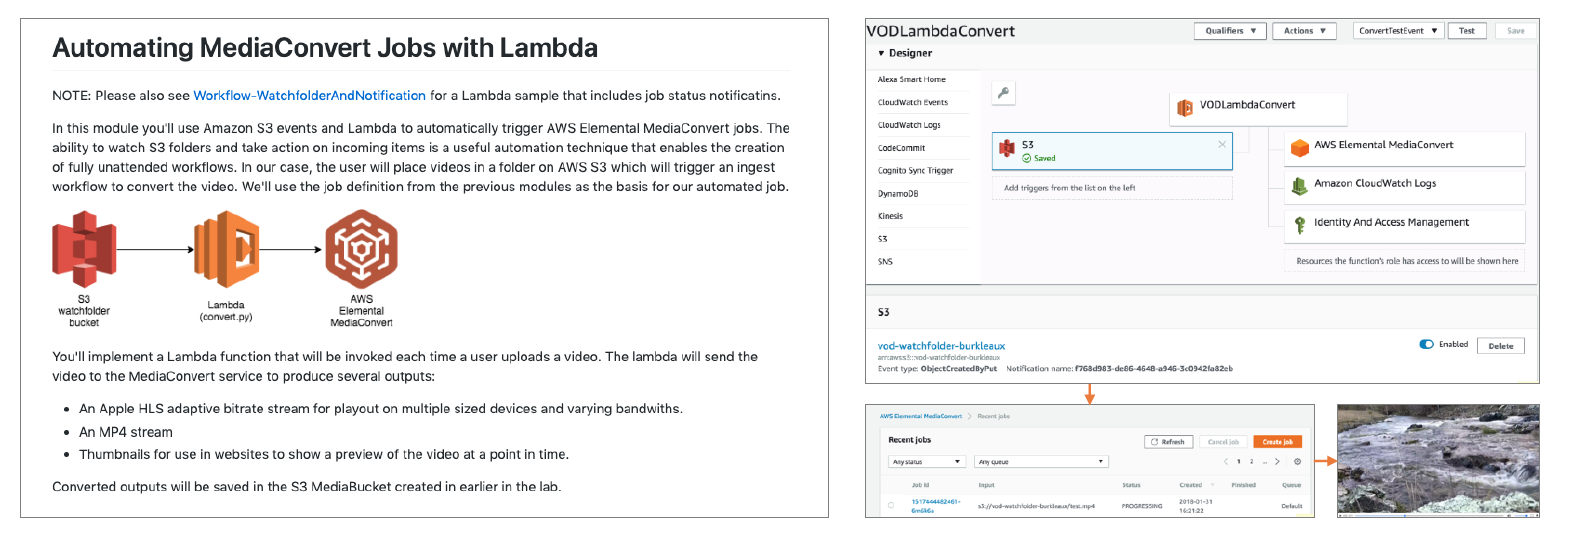 Automating MediaConvert Jobs with Lambda
NOTE: Please also see Workflow-WatchfolderAndNotification for a Lambda sample that includes job status notificatins.
In this module you'll use Amazon S3 events and Lambda to automatically trigger AWS Elemental MediaConvert jobs. The
ability to watch S3 folders and take action on incoming items is a useful automation technique that enables the creation
of fully unattended workflows. In our case, the user will place videos in a folder on AWS S3 which will trigger an ingest
workflow to convert the video. We'll use the job definition from the previous modules as the basis for our automated job.
S3
watchfolder
bucket
Lambda
(convert.py)
AWS
Elemental
MediaConvert
You'll implement a Lambda function that will be invoked each time a user uploads a video. The lambda will send the
video to the MediaConvert service to produce several outputs:
• An Apple HLS adaptive bitrate stream for playout on multiple sized devices and varying bandwiths.
• An MP4 stream
• Thumbnails for use in websites to show a preview of the video at a point in time.
Converted outputs will be saved in the S3 MediaBucket created in earlier in the lab.
VODLambdaConvert
Qualifiers
Actions
ConvertTestEvent
Test
Save
Designer
Alexa Smart Home
CloudWatch Events
CloudWatch Logs
CodeCommit
Cognito Sync Trigger
DynamoDB
Kinesis
S3
SNS
VODLambdaConvert
S3
Saved
Add triggers from the list on the left
AWS Elemental MediaConvert
Amazon CloudWatch Logs
Identity And Access Management
Resources the function's role has access to will be shown here
S3
vod-watchfolder-burkleaux
arn:aws:s3:::vod-watchfolder-burkleaux
Event type: ObjectCreatedByPut Notification name: f768d983-de86-4648-a946-3c0942fa82eb
Enabled
Delete
AWS Elemental MediaConvert > Recent jobs
Recent jobs
Refresh
Cancel job
Create job
Any status
Any queue
1 2 ...
Job Id Input Status Created Finished Queue
1517444482461-
6m6k6s
s3://vod-watchfolder-burkleaux/test.mp4
PROGRESSING
2018-01-31
16:21:22
Default